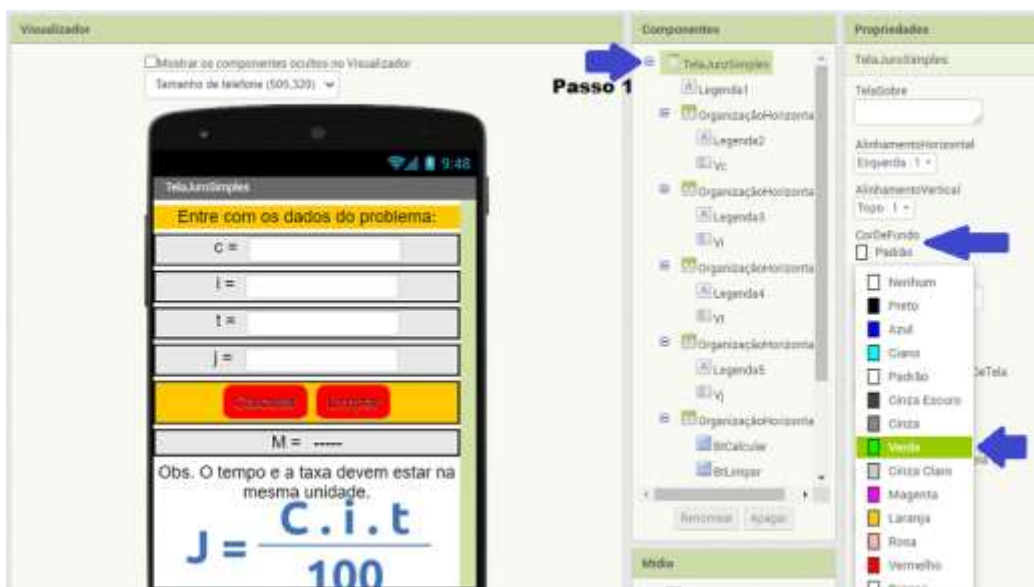 Visualizador
Mostrar os componentes ocultos no Visualizador
Tamanho de telefone (505,320)
9:48
TelaJuroSimples
Entre com os dados do problema:
c =
i =
t =
j =
Calcular Limpar
M = -----
Obs. O tempo e a taxa devem estar na
mesma unidade.
J = C.i.t
100
Passo 1
Componentes
TelaJuroSimples
Legenda1
OrganizaçãoHorizonta
Legenda2
Vc
OrganizaçãoHorizonta
Legenda3
Vi
OrganizaçãoHorizonta
Legenda4
Vt
OrganizaçãoHorizonta
Legenda5
Vj
OrganizaçãoHorizonta
BtCalcular
BtLimpar
Renomear Apagar
Mídia
Propriedades
TelaJuroSimples
TelaSobre
AlinhamentoHorizontal
Esquerda : 1
AlinhamentoVertical
Topo : 1
CorDeFundo
Padrão
Nenhum
Preto
Azul
Ciano
Padrão
DeTela
Cinza Escuro
Cinza
Verde
Cinza Claro
Magenta
Laranja
Rosa
Vermelho